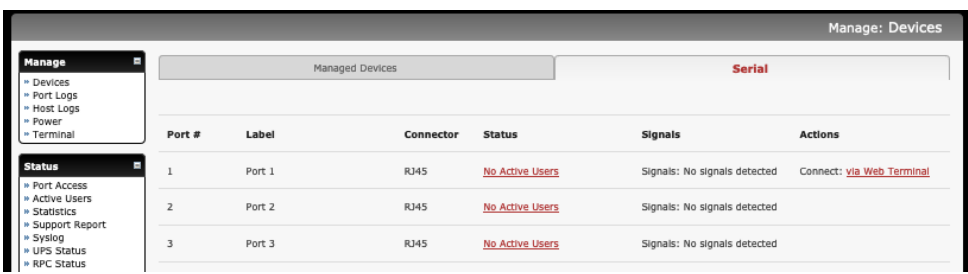 Manage: Devices
Manage
» Devices
» Port Logs
» Host Logs
» Power
» Terminal
Status
» Port Access
» Active Users
» Statistics
» Support Report
» Syslog
» UPS Status
» RPC Status
Managed Devices Serial
Port # Label Connector Status Signals Actions
1 Port 1 RJ45 No Active Users Signals: No signals detected Connect: via Web Terminal
2 Port 2 RJ45 No Active Users Signals: No signals detected
3 Port 3 RJ45 No Active Users Signals: No signals detected